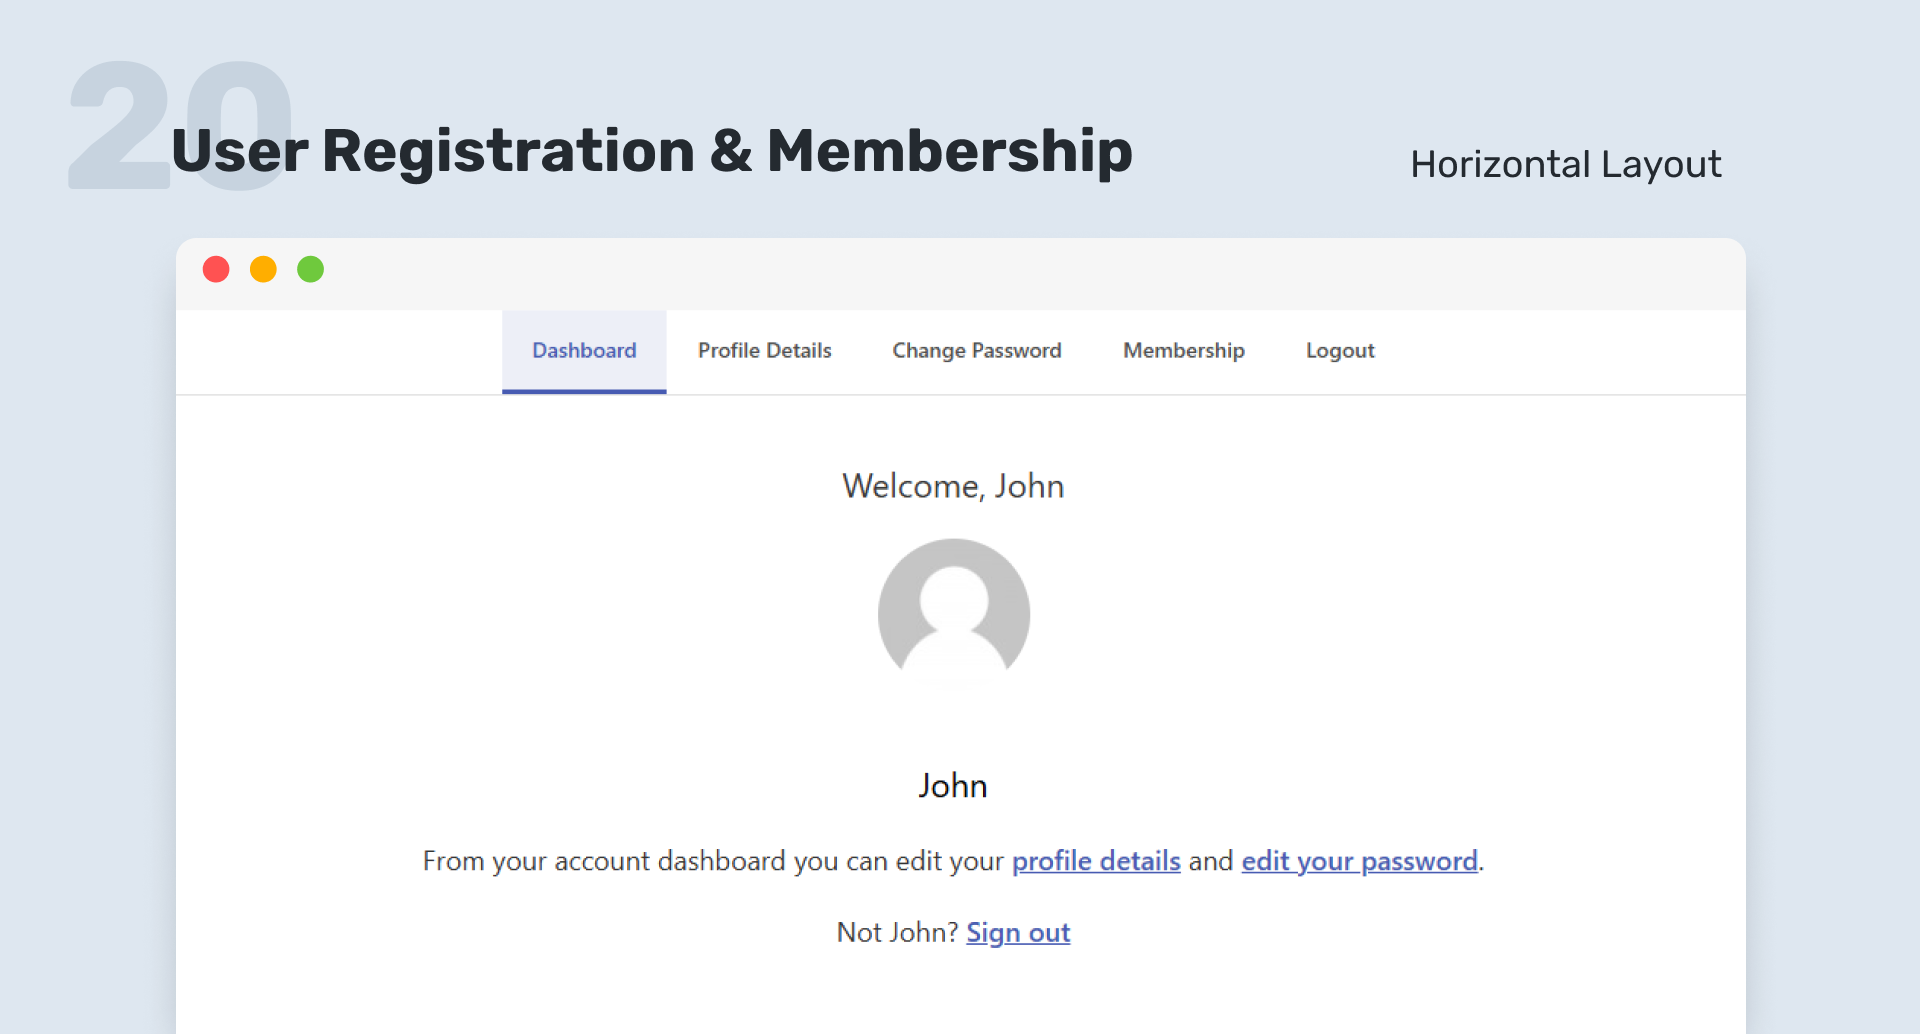 20
User Registration & Membership
Horizontal Layout
Dashboard Profile Details Change Password Membership Logout
Welcome, John
John
From your account dashboard you can edit your profile details and edit your password.
Not John? Sign out